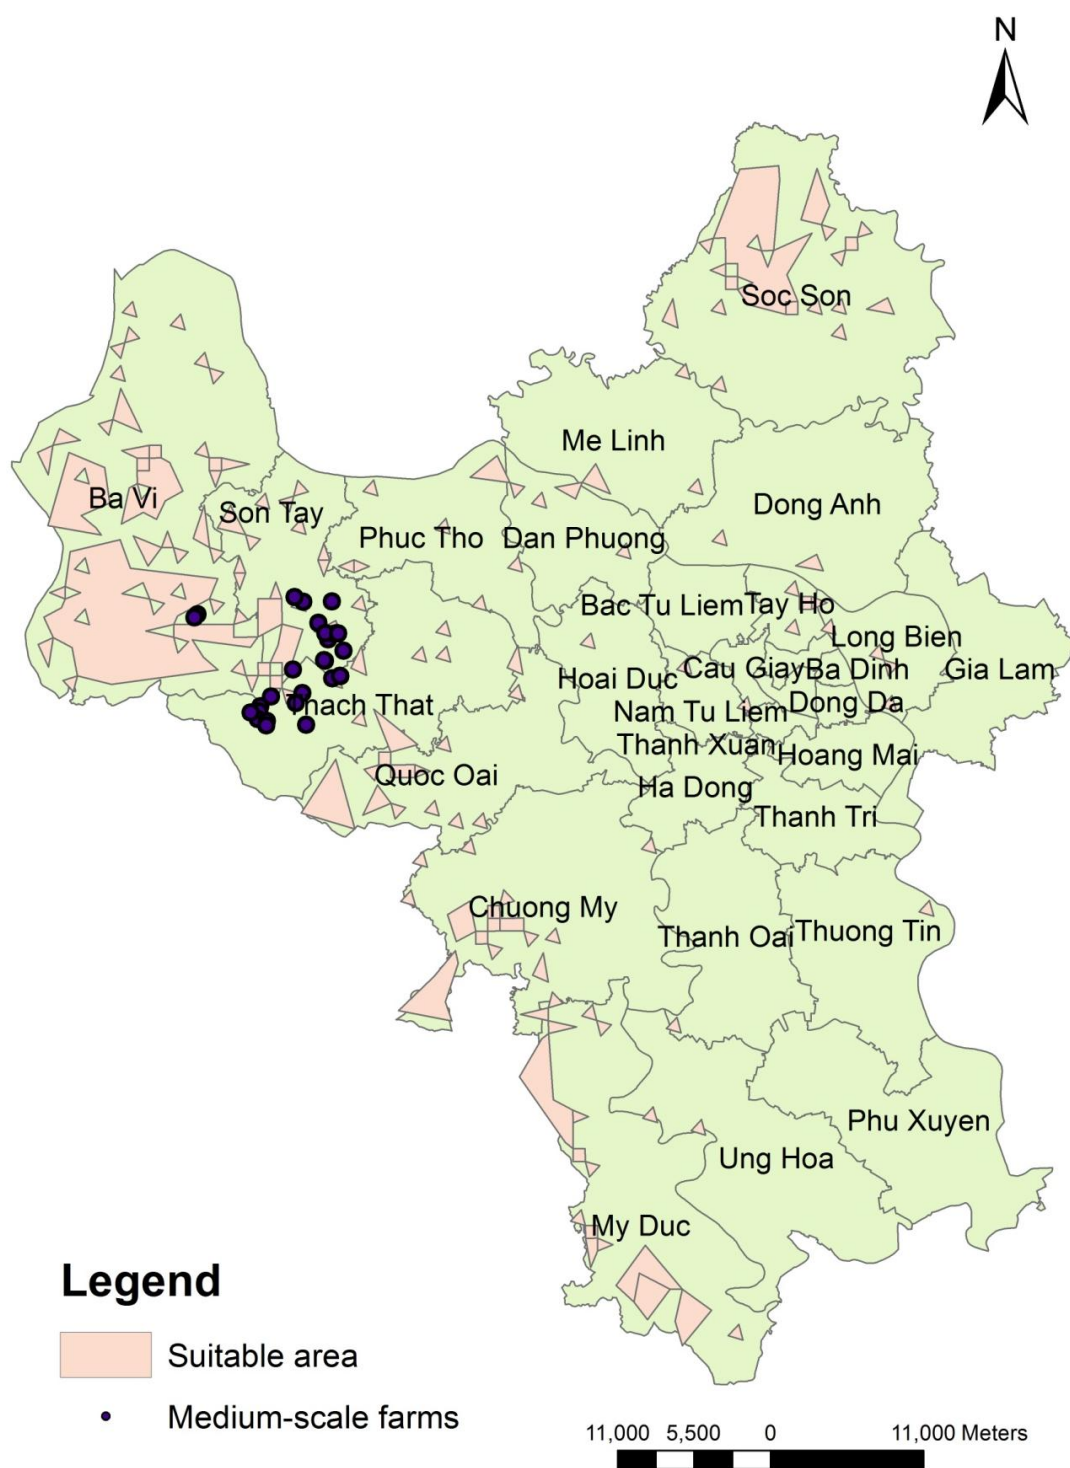 N
Soc Son
Me Linh
Ba Vi
Son Tay
Dong Anh
Phuc Tho
Dan Phuong
Bac Tu Liem
Tay Ho
Long Bien
Hoai Duc
Cau Giay
Ba Dinh
Gia Lam
Thach That
Nam Tu Liem
Dong Da
Thanh Xuan
Hoang Mai
Quoc Oai
Ha Dong
Thanh Tri
Chuong My
Thanh Oai
Thuong Tin
Phu Xuyen
Ung Hoa
My Duc
Legend
Suitable area
Medium-scale farms
11,000 5,500 0 11,000 Meters